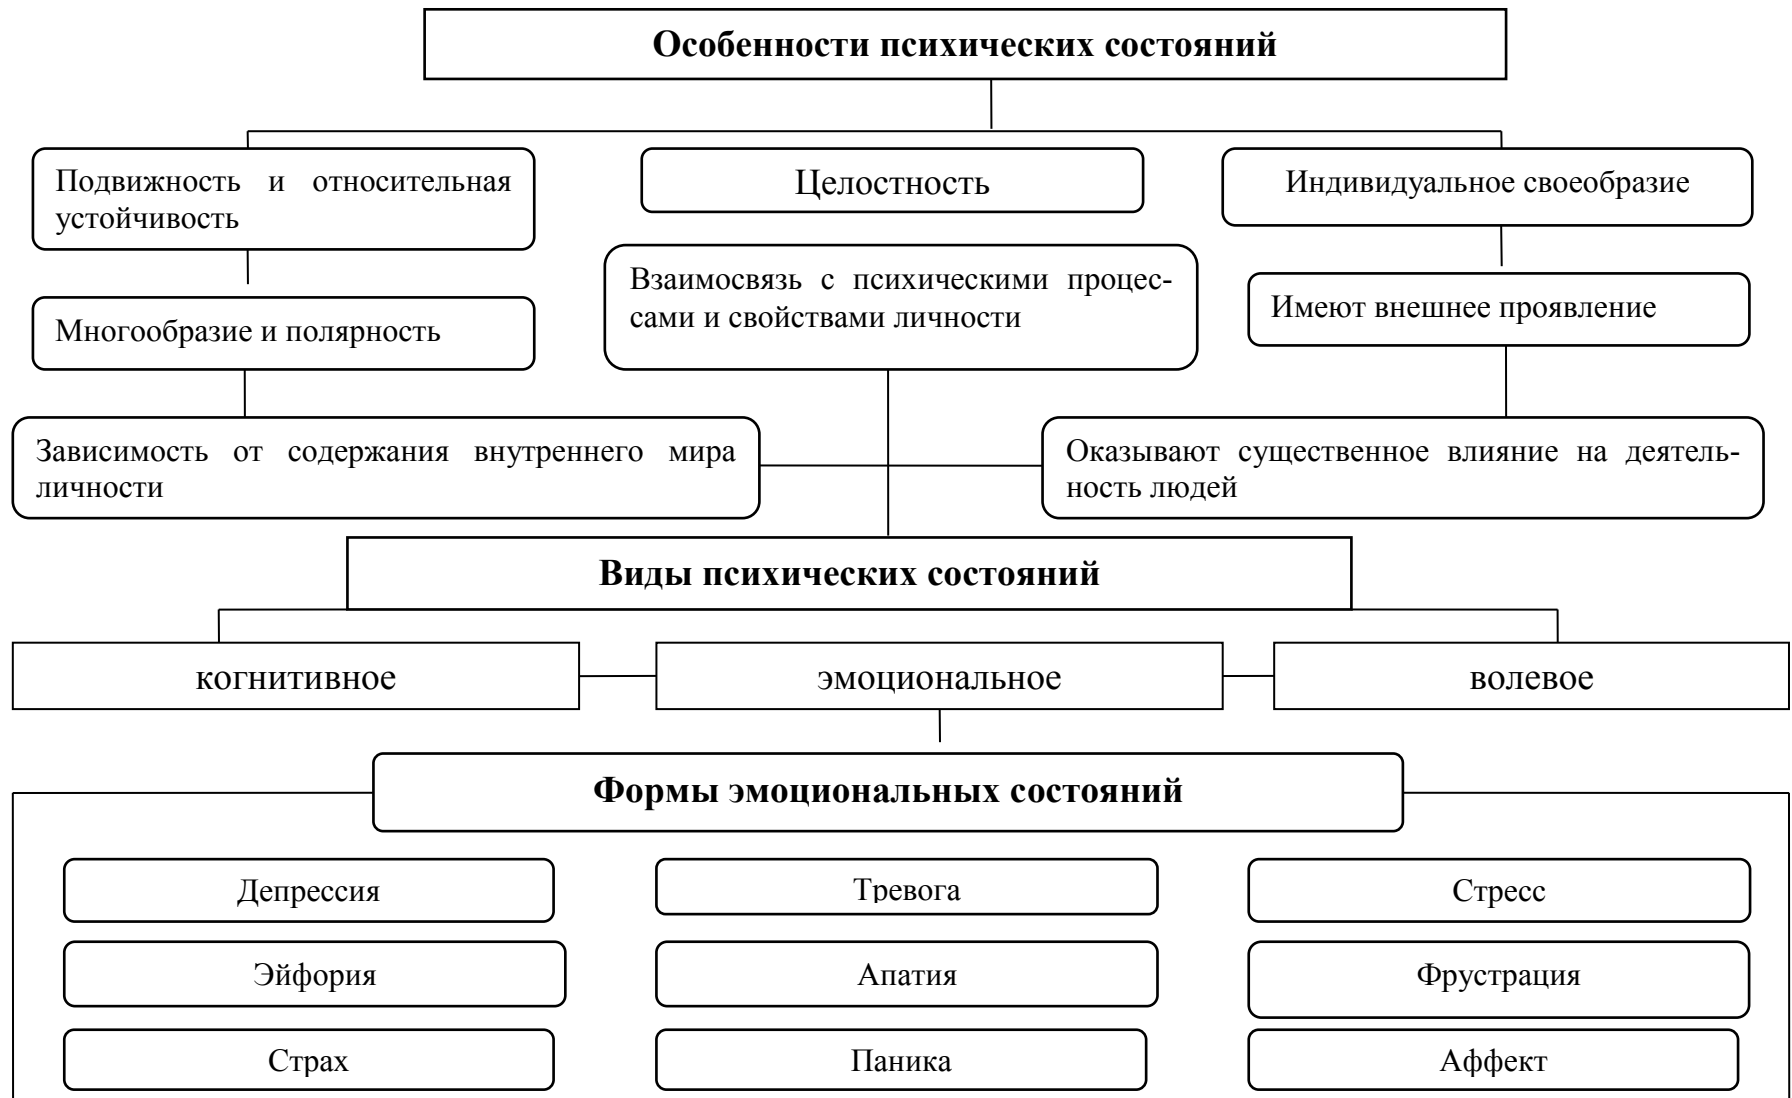 Особенности психических состояний
Подвижность и относительная
устойчивость
Целостность
Индивидуальное своеобразие
Многообразие и полярность
Взаимосвязь с психическими процес-
сами и свойствами личности
Имеют внешнее проявление
Зависимость от содержания внутреннего мира
личности
Оказывают существенное влияние на деятель-
ность людей
Виды психических состояний
когнитивное
эмоциональное
волевое
Формы эмоциональных состояний
Депрессия
Тревога
Стресс
Эйфория
Апатия
Фрустрация
Страх
Паника
Аффект